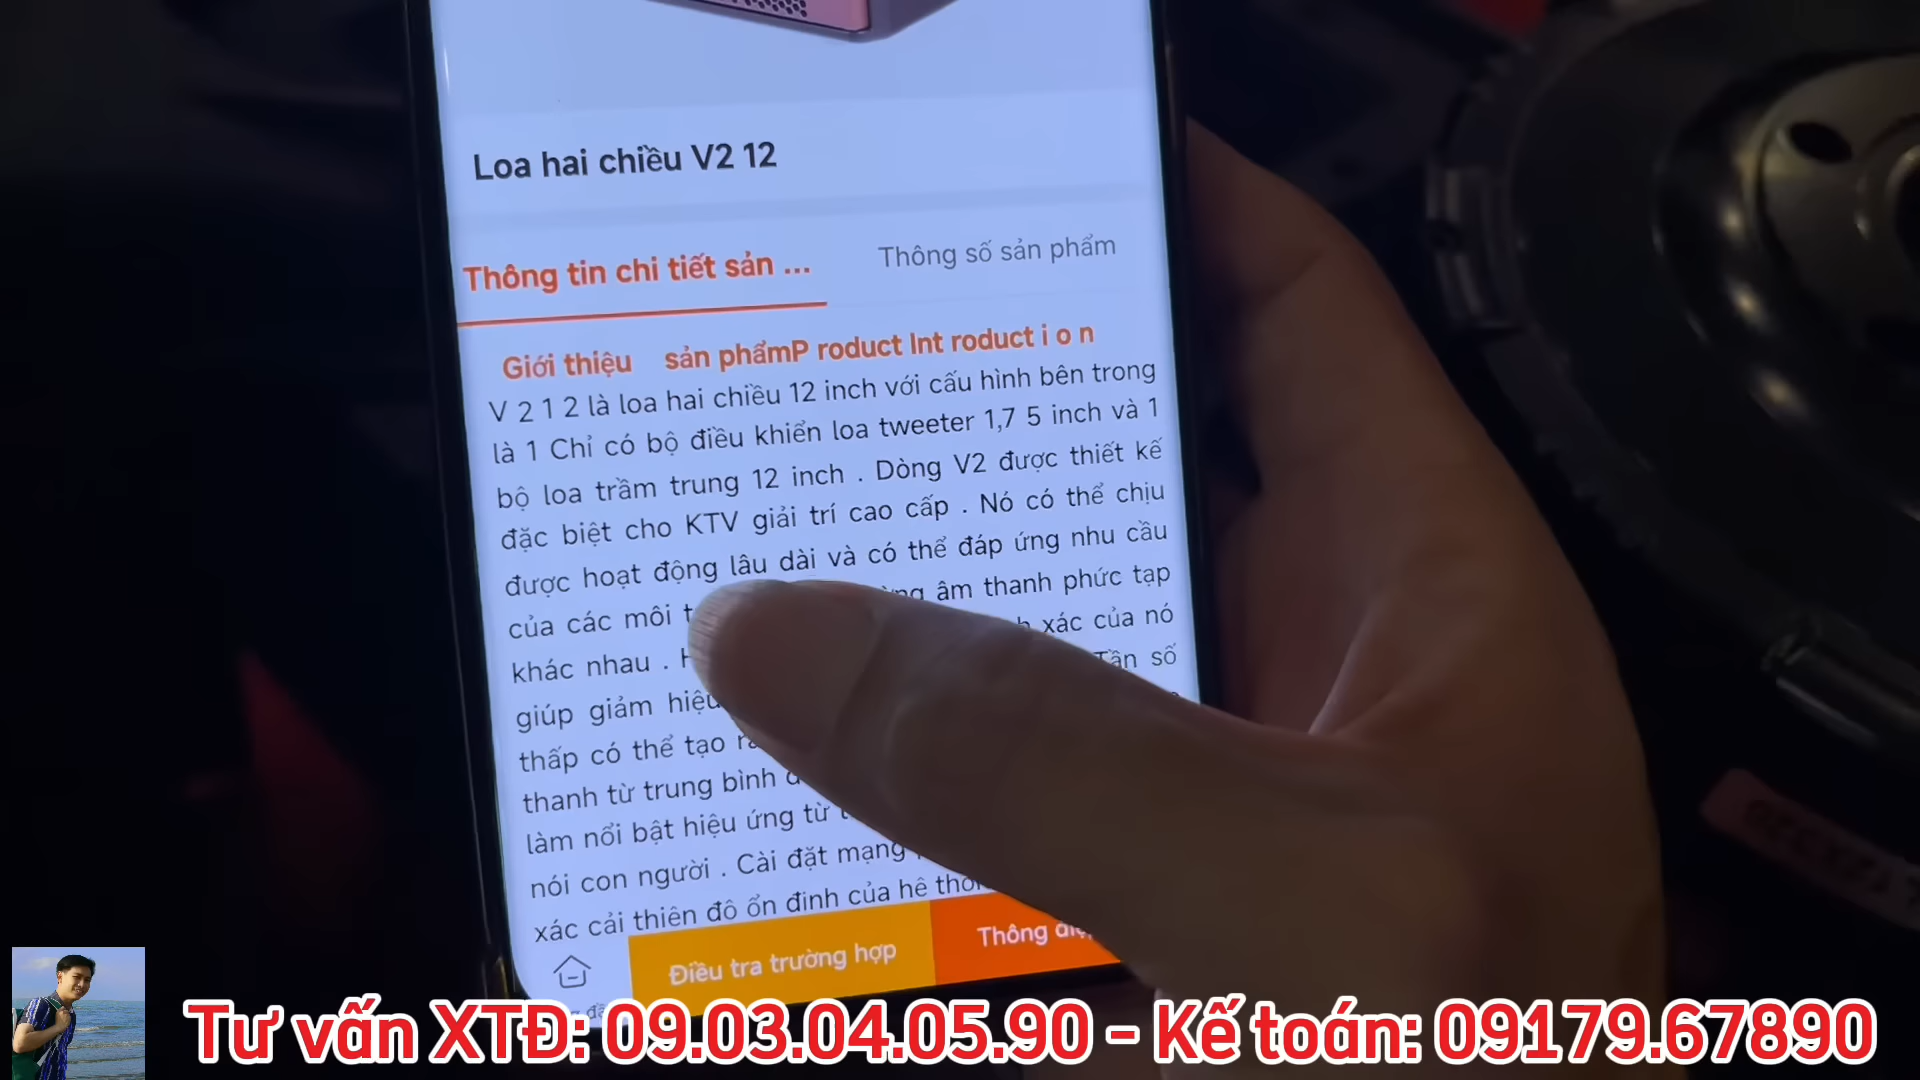 Loa hai chiều V2 12
Thông tin chi tiết sản ...
Thông số sản phẩm
Giới thiệu sản phẩmP roduct Int roduct i o n
V 2 1 2 là loa hai chiều 12 inch với cấu hình bên trong
là 1 Chỉ có bộ điều khiển loa tweeter 1,7 5 inch và 1
bộ loa trầm trung 12 inch . Dòng V2 được thiết kế
đặc biệt cho KTV giải trí cao cấp . Nó có thể chịu
được hoạt động lâu dài và có thể đáp ứng nhu cầu
của các môi âm thanh phức tạp
khác nhau . xác của nó
giúp giảm hiệu Tần số
thấp có thể tạo
thanh từ trung bình
làm nổi bật hiệu ứng từ
nói con người . Cài đặt mạng
xác cải thiện độ ổn định của hệ
Điều tra trường hợp
Thông
Tư vấn XTĐ: 09.03.04.05.90 - Kế toán: 09179.67890